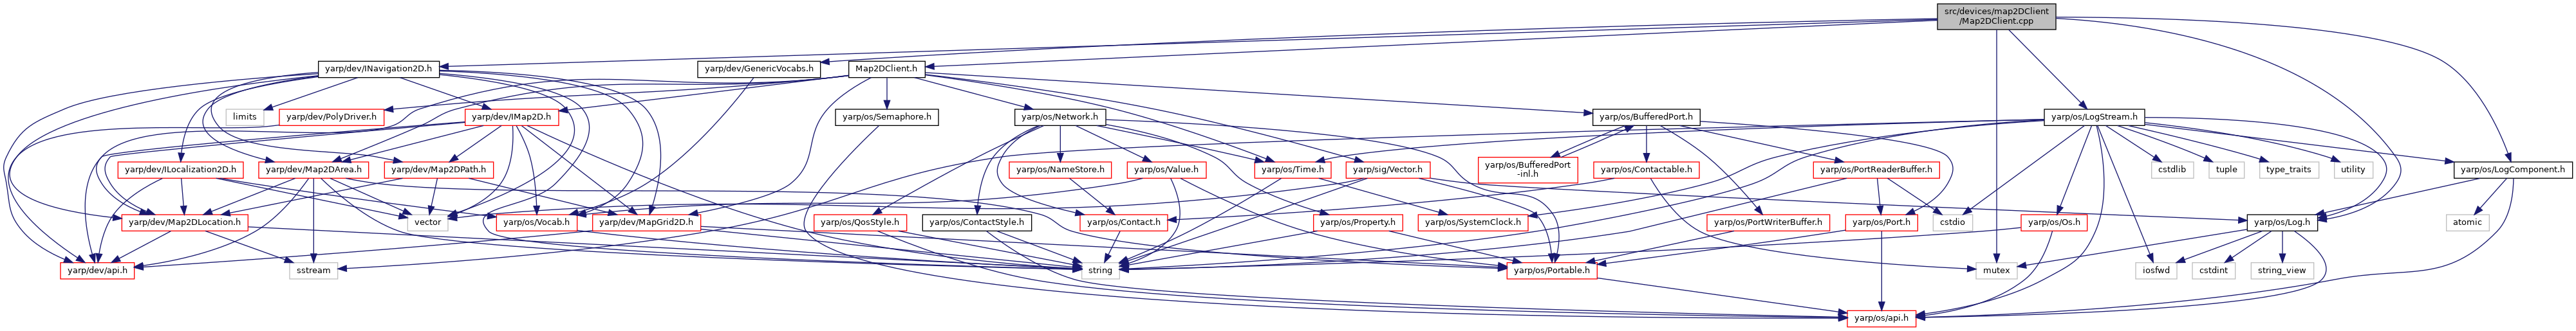 src/devices/map2DClient
/Map2DClient.cpp
yarp/dev/INavigation2D.h
yarp/dev/GenericVocabs.h
Map2DClient.h
limits
yarp/dev/PolyDriver.h
yarp/dev/IMap2D.h
yarp/os/Semaphore.h
yarp/os/Network.h
yarp/os/BufferedPort.h
yarp/os/LogStream.h
yarp/dev/ILocalization2D.h
yarp/dev/Map2DArea.h
yarp/dev/Map2DPath.h
yarp/os/NameStore.h
yarp/os/Value.h
yarp/os/Time.h
yarp/sig/Vector.h
yarp/os/BufferedPort
-inl.h
yarp/os/Contactable.h
yarp/os/PortReaderBuffer.h
cstdlib
tuple
type_traits
utility
yarp/os/LogComponent.h
yarp/dev/Map2DLocation.h
vector
yarp/os/Vocab.h
yarp/dev/MapGrid2D.h
yarp/os/QosStyle.h
yarp/os/ContactStyle.h
yarp/os/Contact.h
yarp/os/Property.h
yarp/os/SystemClock.h
yarp/os/PortWriterBuffer.h
yarp/os/Port.h
cstdio
yarp/os/Os.h
yarp/os/Log.h
atomic
yarp/dev/api.h
sstream
string
yarp/os/Portable.h
mutex
iosfwd
cstdint
string_view
yarp/os/api.h